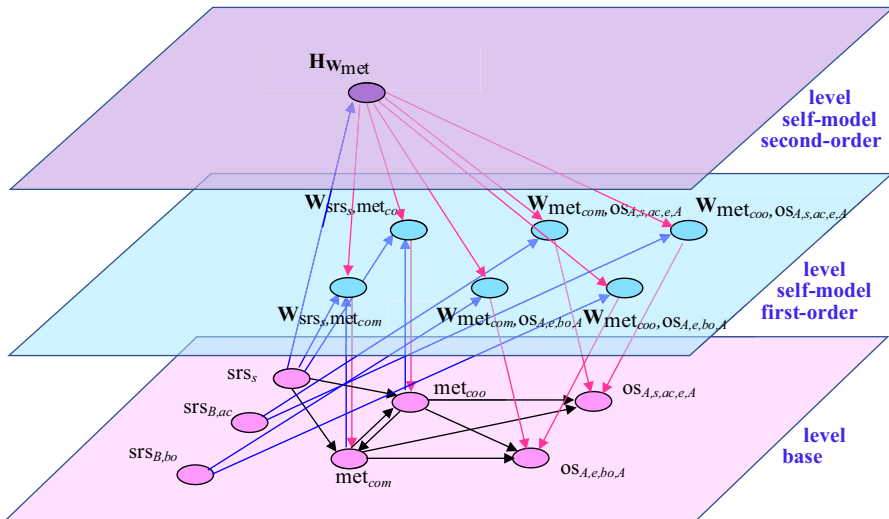 H_W_met
level
self-model
second-order
W_srs_s,met_co
W_met_com,os_A,s,ac,e,A
W_met_coo,os_A,s,ac,e,A
level
self-model
first-order
W_srs_s,met_com
W_met_com,os_A,e,bo,A
W_met_coo,os_A,e,bo,A
srs_s
met_coo
os_A,s,ac,e,A
srs_B,ac
level
base
srs_B,bo
met_com
os_A,e,bo,A